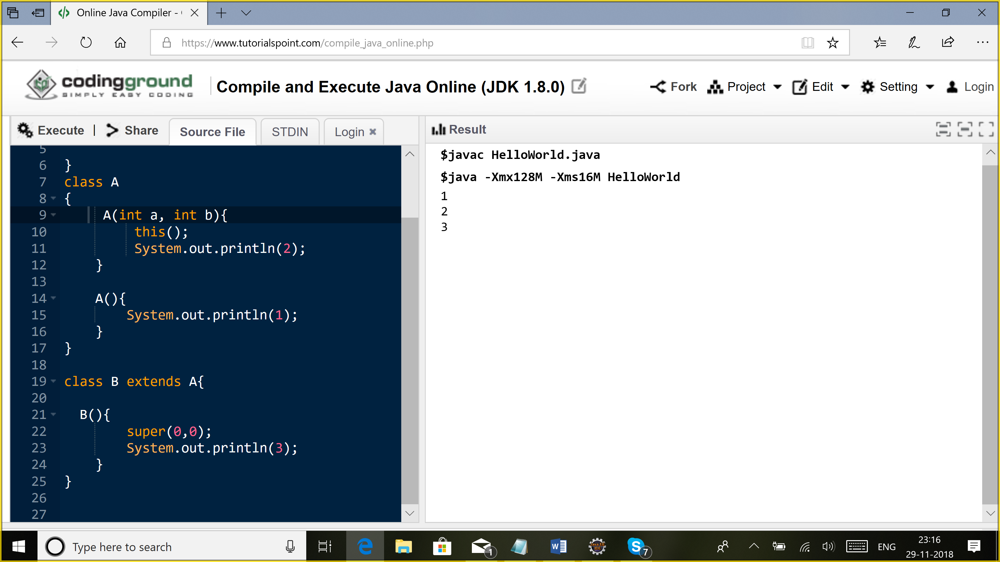 Online Java Compiler -
https://www.tutorialspoint.com/compile_java_online.php
codingground
SIMPLY EASY CODING
Compile and Execute Java Online (JDK 1.8.0)
Fork Project Edit Setting Login
Execute | Share Source File STDIN Login
5
6 }
7 class A
8 {
9 A(int a, int b){
10 this();
11 System.out.println(2);
12 }
13
14 A(){
15 System.out.println(1);
16 }
17 }
18
19 class B extends A{
20
21 B(){
22 super(0,0);
23 System.out.println(3);
24 }
25 }
26
27
Result
$javac HelloWorld.java
$java -Xmx128M -Xms16M HelloWorld
1
2
3
Type here to search
1
W
Java EE
IDE
S
7
ENG
23:16
29-11-2018